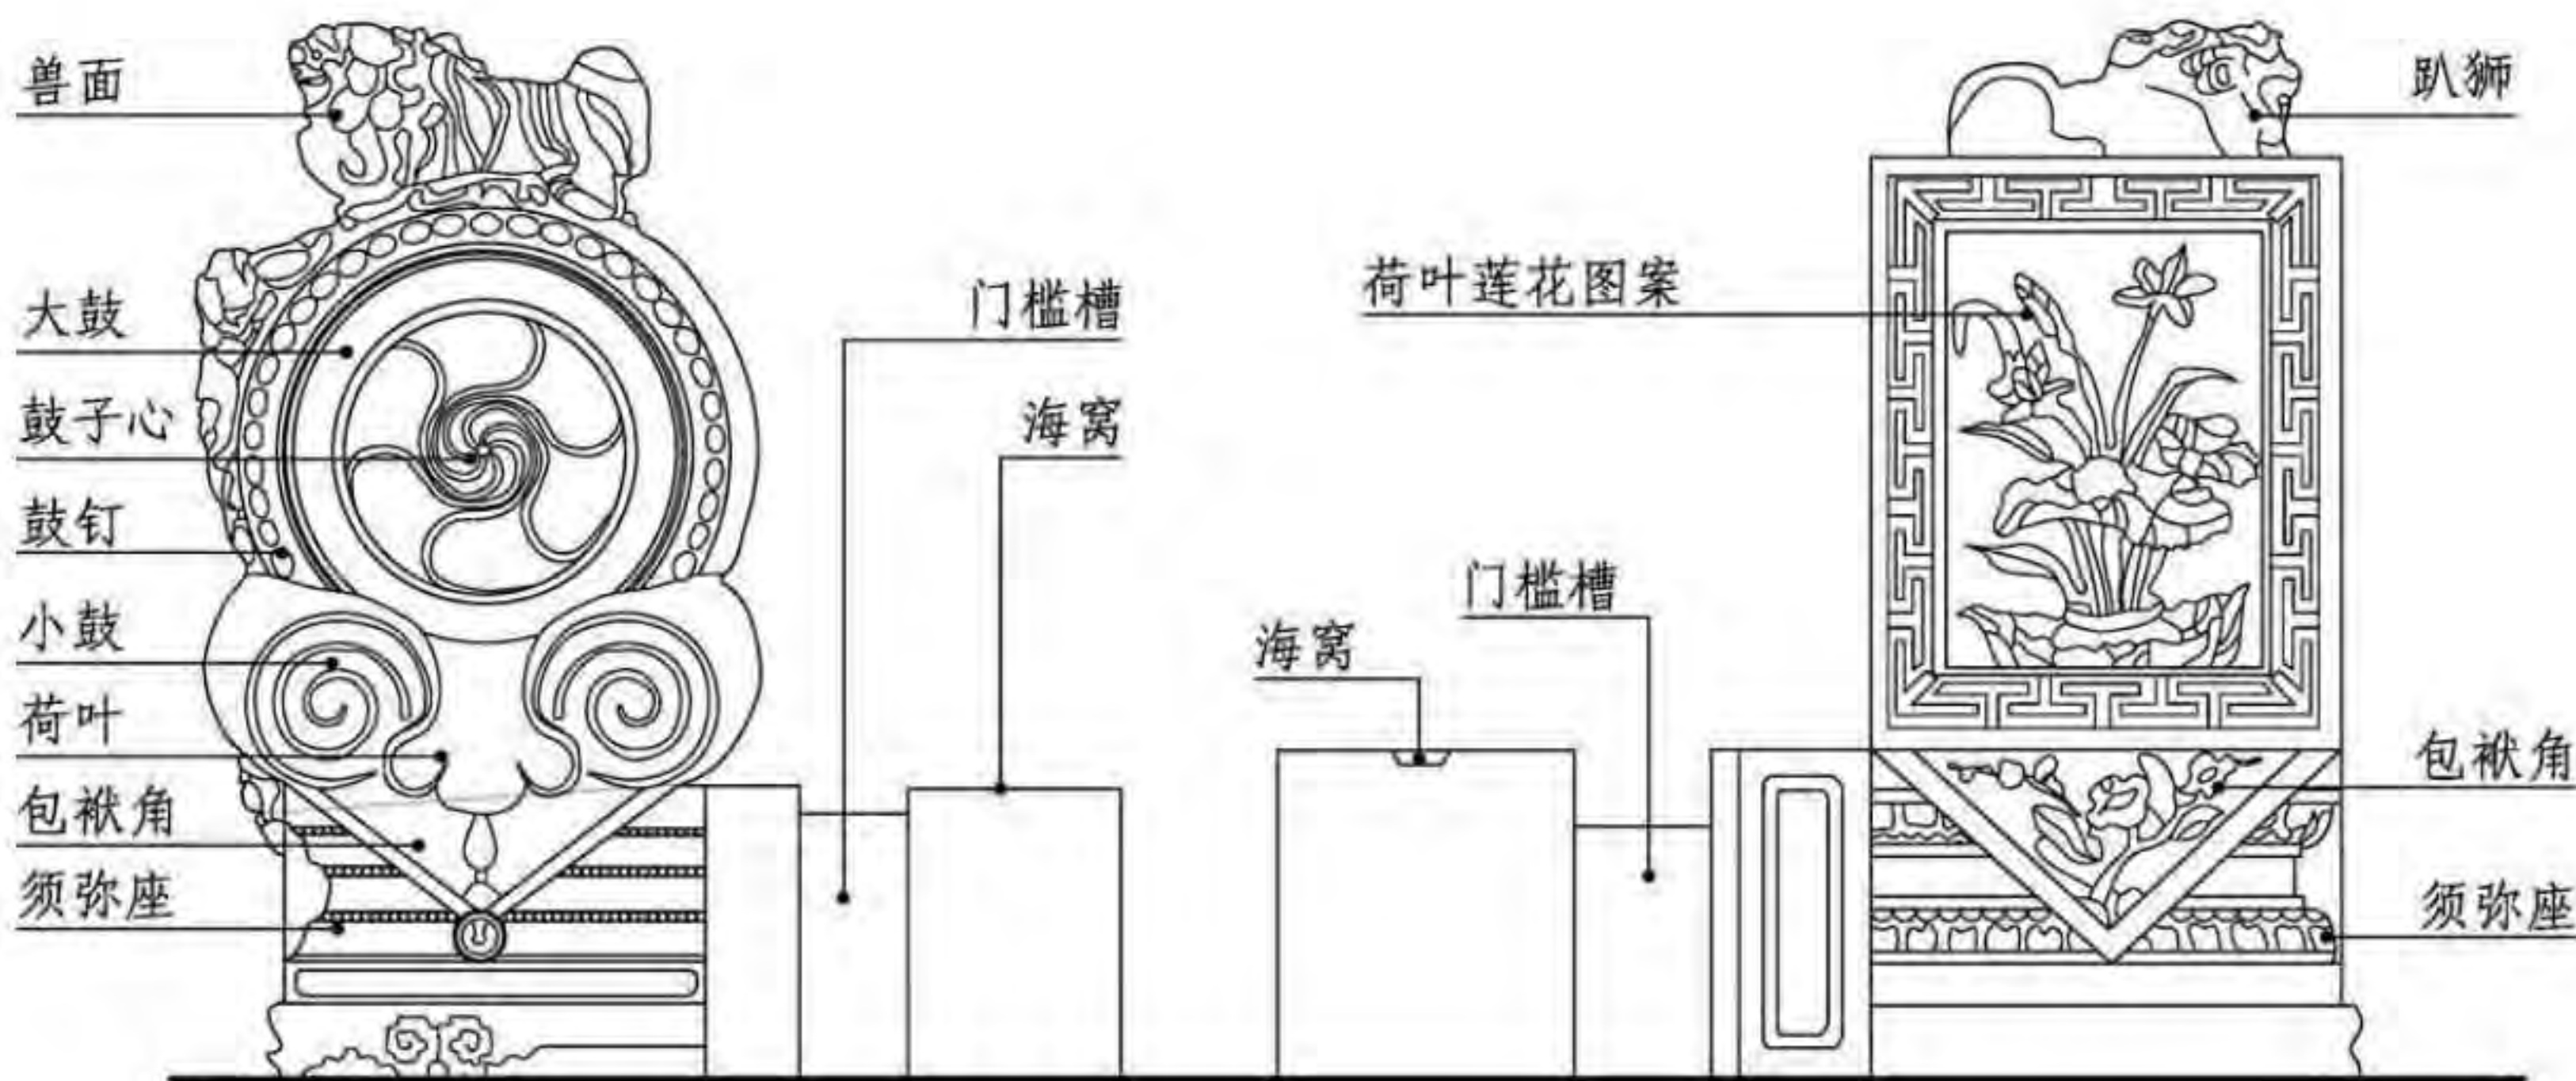 兽面
大鼓
鼓子心
鼓钉
小鼓
荷叶
包袱角
须弥座
门槛槽
海窝
荷叶莲花图案
门槛槽
海窝
趴狮
包袱角
须弥座